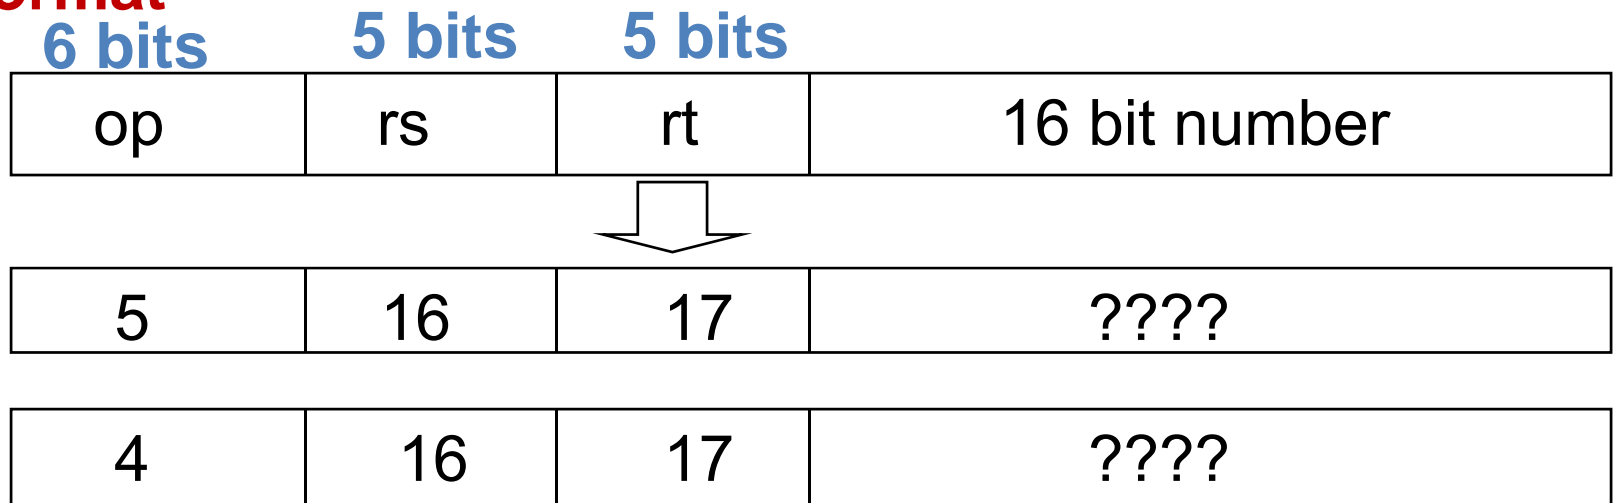 6 bits 5 bits 5 bits
op rs rt 16 bit number
5 16 17 ????
4 16 17 ????